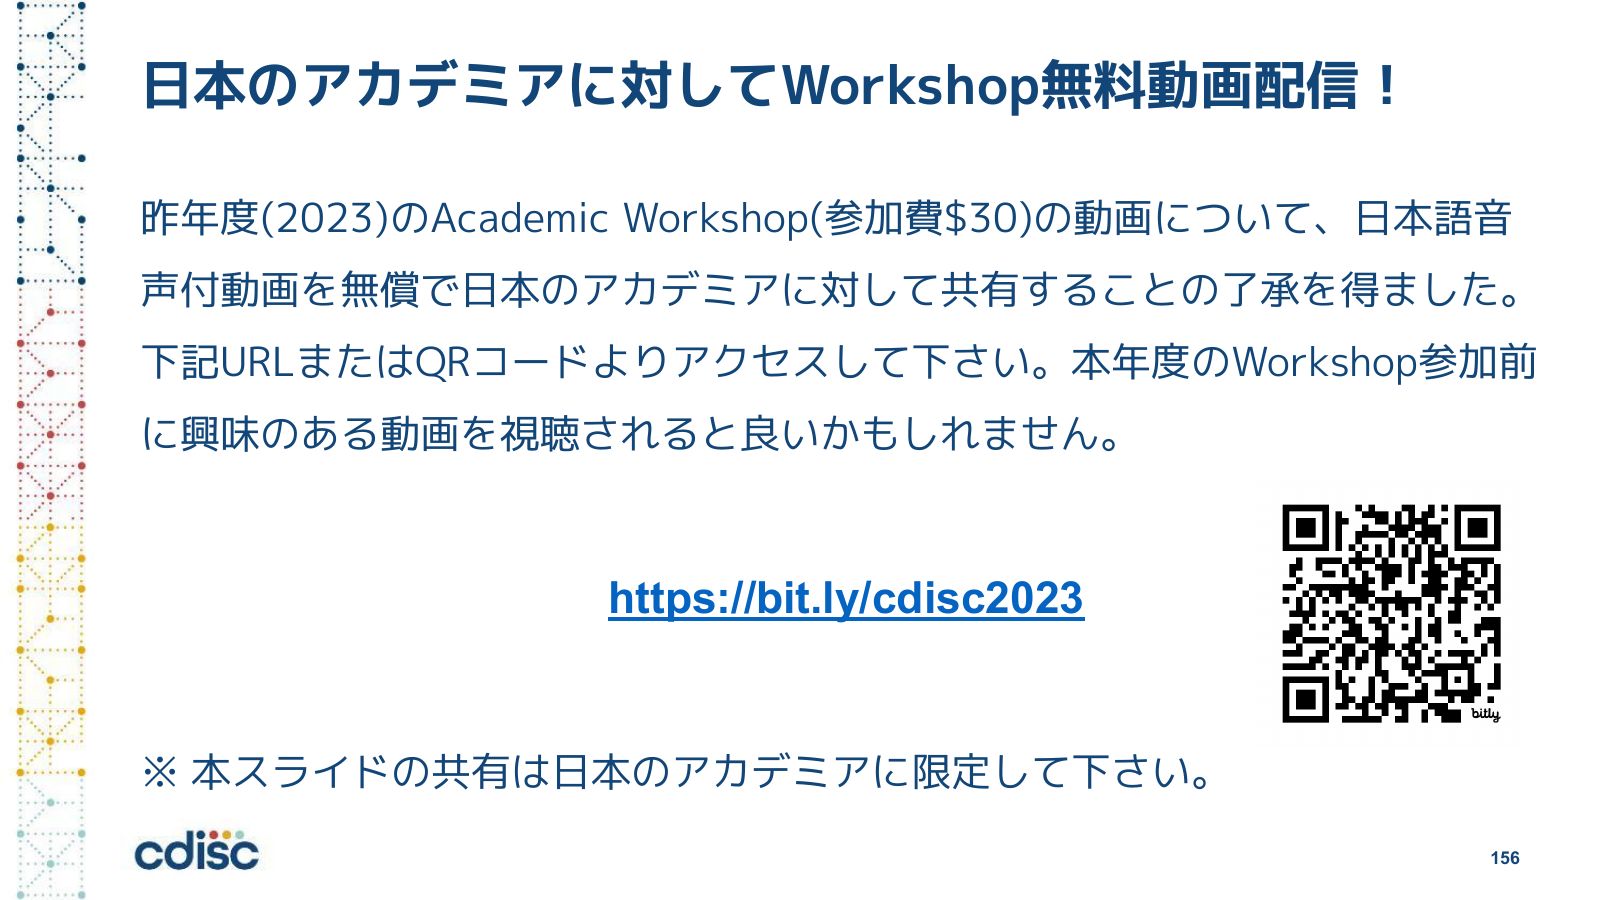 日本のアカデミアに対してWorkshop無料動画配信！
昨年度(2023)のAcademic Workshop(参加費$30)の動画について、日本語音
声付動画を無償で日本のアカデミアに対して共有することの了承を得ました。
下記URLまたはQRコードよりアクセスして下さい。本年度のWorkshop参加前
に興味のある動画を視聴されると良いかもしれません。
https://bit.ly/cdisc2023
bitly
※ 本スライドの共有は日本のアカデミアに限定して下さい。
cdisc
156